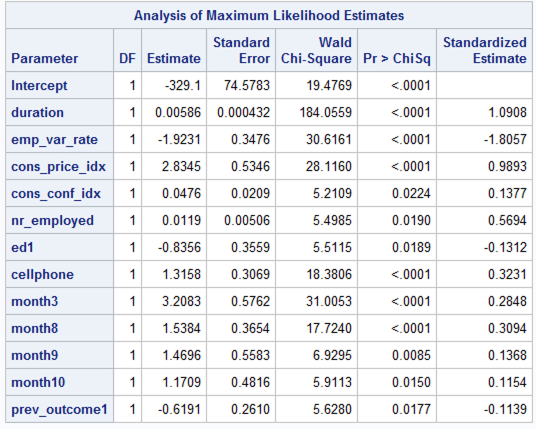 Analysis of Maximum Likelihood Estimates
Parameter DF Estimate Standard Error Wald Chi-Square Pr > ChiSq Standardized Estimate
Intercept 1 -329.1 74.5783 19.4769 <.0001
duration 1 0.00586 0.000432 184.0559 <.0001 1.0908
emp_var_rate 1 -1.9231 0.3476 30.6161 <.0001 -1.8057
cons_price_idx 1 2.8345 0.5346 28.1160 <.0001 0.9893
cons_conf_idx 1 0.0476 0.0209 5.2109 0.0224 0.1377
nr_employed 1 0.0119 0.00506 5.4985 0.0190 0.5694
ed1 1 -0.8356 0.3559 5.5115 0.0189 -0.1312
cellphone 1 1.3158 0.3069 18.3806 <.0001 0.3231
month3 1 3.2083 0.5762 31.0053 <.0001 0.2848
month8 1 1.5384 0.3654 17.7240 <.0001 0.3094
month9 1 1.4696 0.5583 6.9295 0.0085 0.1368
month10 1 1.1709 0.4816 5.9113 0.0150 0.1154
prev_outcome1 1 -0.6191 0.2610 5.6280 0.0177 -0.1139